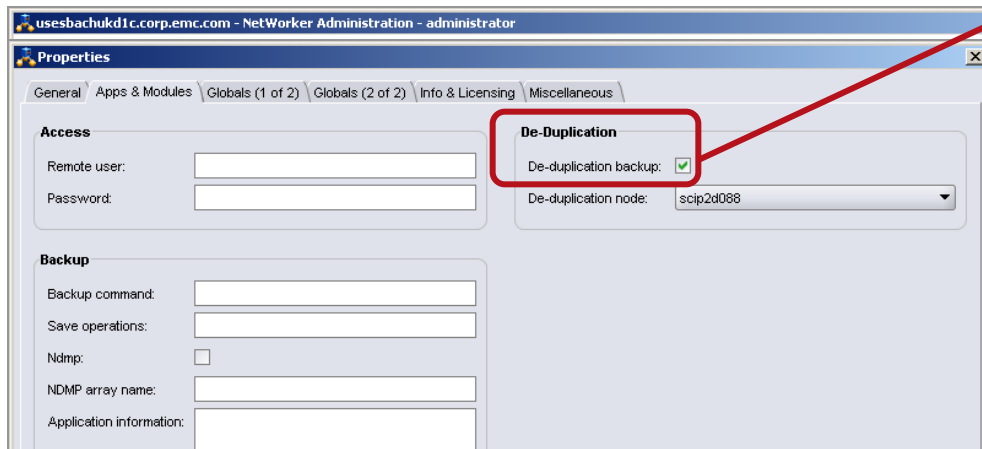 usesbachukd1c.corp.emc.com - NetWorker Administration - administrator
Properties
General Apps & Modules Globals (1 of 2) Globals (2 of 2) Info & Licensing Miscellaneous
Access
Remote user:
Password:
De-Duplication
De-duplication backup:
De-duplication node: scip2d088
Backup
Backup command:
Save operations:
Ndmp:
NDMP array name:
Application information: